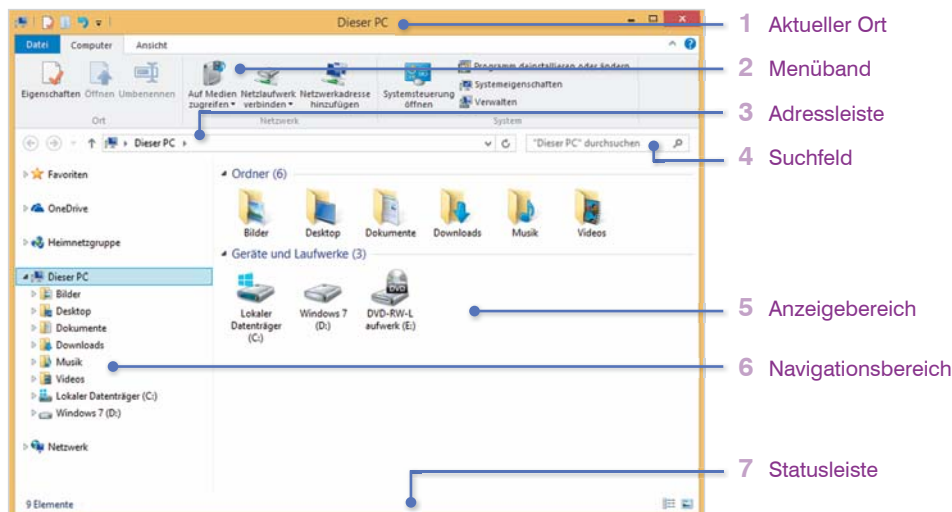 Dieser PC
1 Aktueller Ort
Datei Computer Ansicht
Programm deinstallieren oder ändern
2 Menüband
Systemeigenschaften
Eigenschaften Öffnen Umbenennen
Auf Medien zugreifen
Netzlaufwerk verbinden
Netzwerkadresse hinzufügen
Systemsteuerung öffnen
Verwalten
Ort Netzwerk System
3 Adressleiste
Dieser PC
"Dieser PC" durchsuchen
4 Suchfeld
Favoriten
OneDrive
Heimnetzgruppe
Dieser PC
Bilder
Desktop
Dokumente
Downloads
Musik
Videos
Lokaler Datenträger (C:)
Windows 7 (D:)
Netzwerk
Ordner (6)
Bilder Desktop Dokumente Downloads Musik Videos
Geräte und Laufwerke (3)
Lokaler Datenträger (C:)
Windows 7 (D:)
DVD-RW-L
aufwerk (E:)
DVD
5 Anzeigebereich
6 Navigationsbereich
7 Statusleiste
9 Elemente